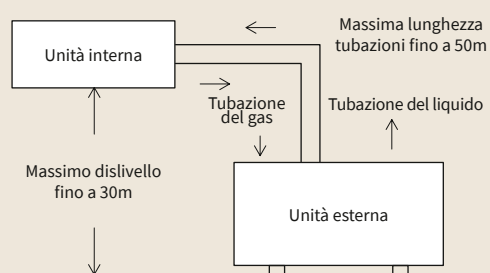 Massima lunghezza
tubazioni fino a 50m
Unità interna
Tubazione
del gas
Tubazione del liquido
Massimo dislivello
fino a 30m
Unità esterna